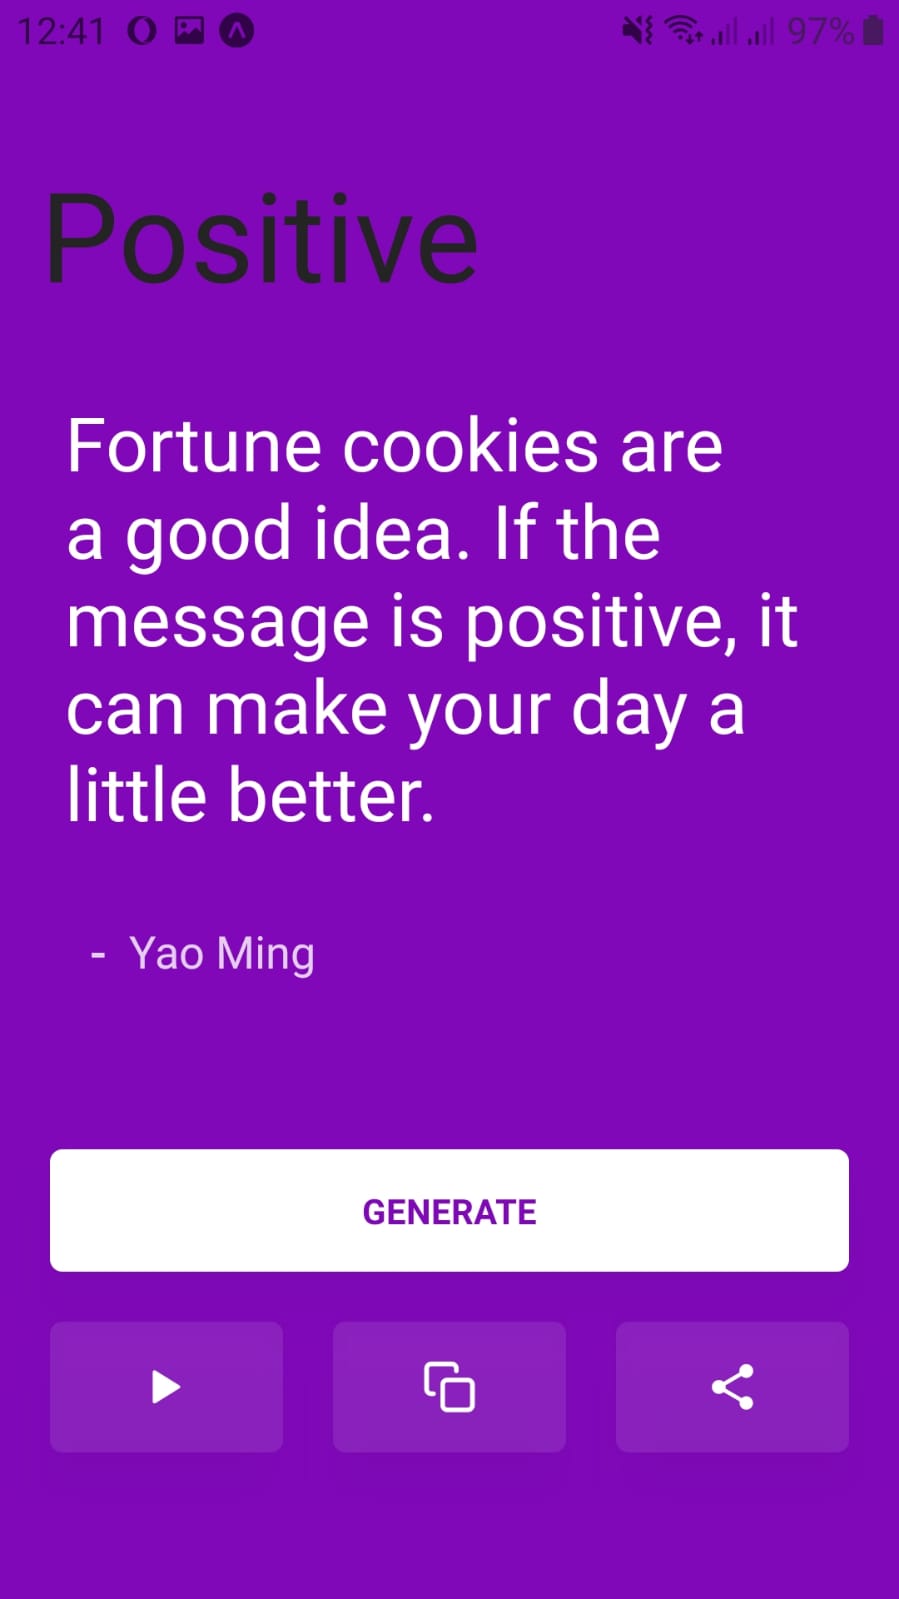 12:41 97%
Positive
Fortune cookies are
a good idea. If the
message is positive, it
can make your day a
little better.
- Yao Ming
GENERATE